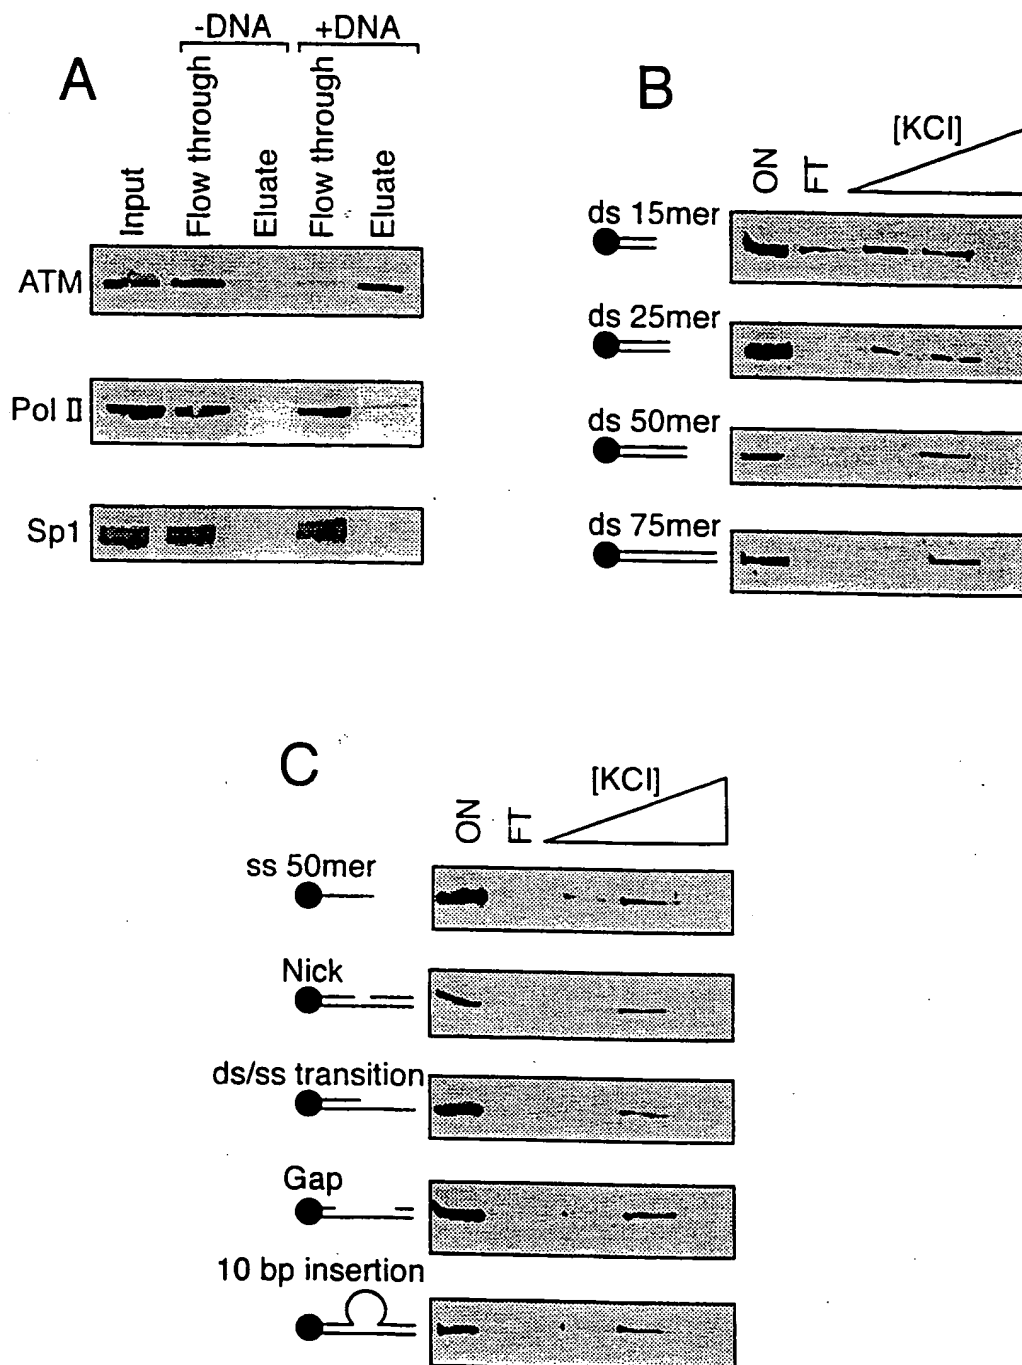 A
-DNA +DNA
Input
Flow through
Eluate
Flow through
Eluate
ATM
Pol II
Sp1
B
ON
FT
[KCl]
ds 15mer
ds 25mer
ds 50mer
ds 75mer
C
ON
FT
[KCl]
ss 50mer
Nick
ds/ss transition
Gap
10 bp insertion